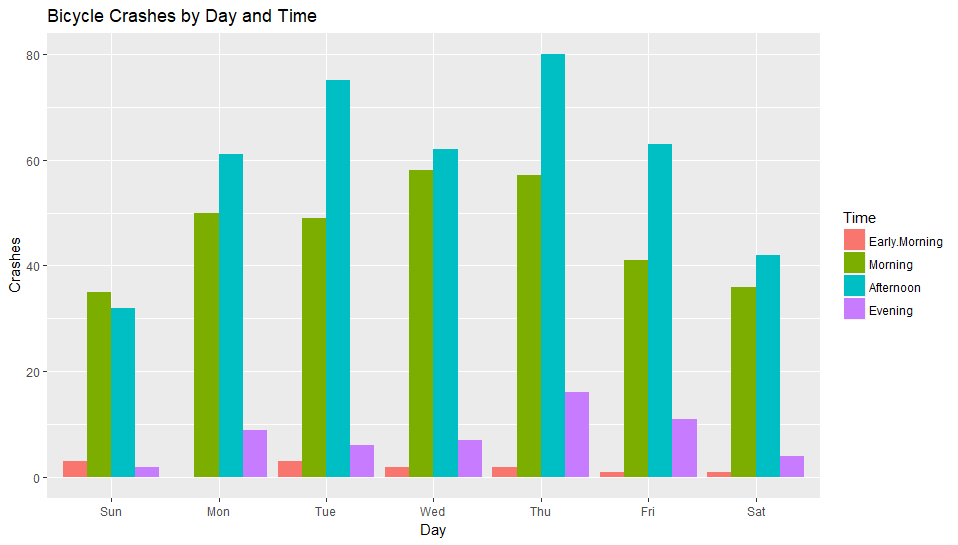 Bicycle Crashes by Day and Time
80
60
40
20
0
Crashes
Sun Mon Tue Wed Thu Fri Sat
Day
Time
Early.Morning
Morning
Afternoon
Evening